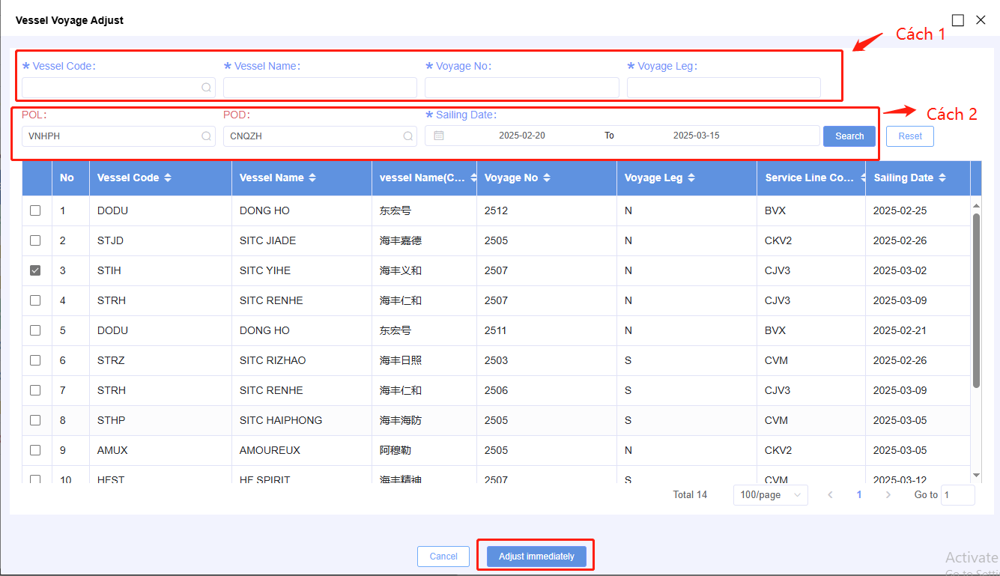 Vessel Voyage Adjust
Cách 1
* Vessel Code: * Vessel Name: * Voyage No: * Voyage Leg:
Cách 2
POL: POD: * Sailing Date:
VNHPH CNQZH 2025-02-20 To 2025-03-15 Search Reset
No Vessel Code Vessel Name vessel Name(C... Voyage No Voyage Leg Service Line Co... Sailing Date
1 DODU DONG HO 东宏号 2512 N BVX 2025-02-25
2 STJD SITC JIADE 海丰嘉德 2505 N CKV2 2025-02-26
3 STIH SITC YIHE 海丰义和 2507 N CJV3 2025-03-02
4 STRH SITC RENHE 海丰仁和 2507 N CJV3 2025-03-09
5 DODU DONG HO 东宏号 2511 N BVX 2025-02-21
6 STRZ SITC RIZHAO 海丰日照 2503 S CVM 2025-02-26
7 STRH SITC RENHE 海丰仁和 2506 S CJV3 2025-03-09
8 STHP SITC HAIPHONG 海丰海防 2505 S CVM 2025-03-05
9 AMUX AMOUREUX 阿穆勒 2505 N CKV2 2025-03-05
10 HFST HF SPIRIT 海丰精神 2507 S CVM 2025-03-12
Total 14 100/page 1 Go to 1
Cancel Adjust immediately
Activate
Go to Setti